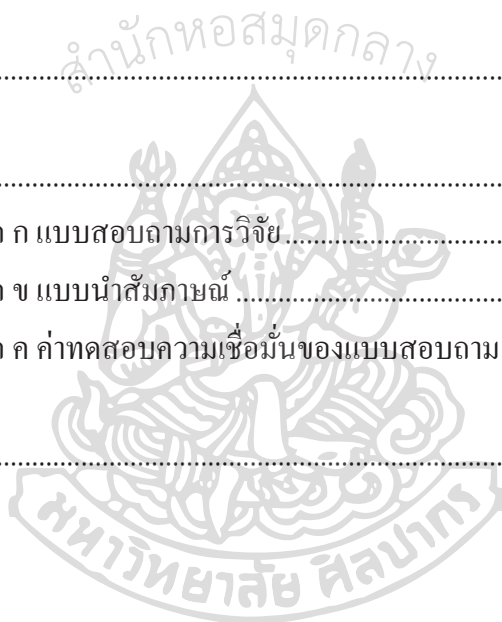 สำนักหอสมุดกลาง
........................................................................
........................................................................
ก แบบสอบถามการวิจัย................................
ข แบบนำสัมภาษณ์........................................
ค ค่าทดสอบความเชื่อมั่นของแบบสอบถาม
........................................................................
มหาวิทยาลัย ศิลปากร